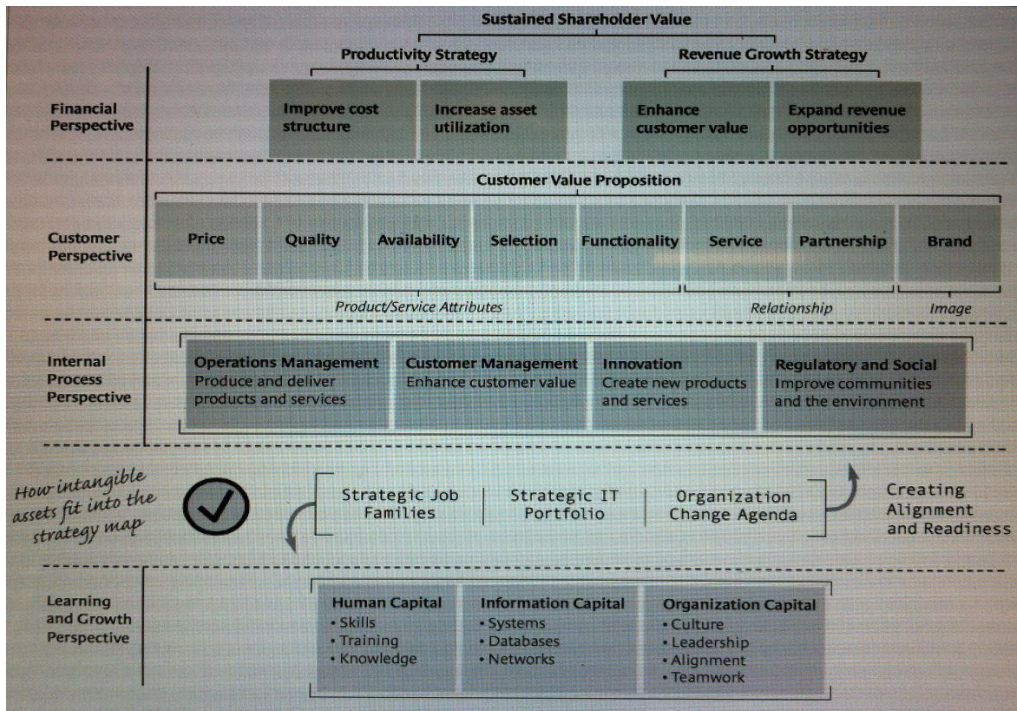 Sustained Shareholder Value
Productivity Strategy
Revenue Growth Strategy
Financial
Perspective
Improve cost
structure
Increase asset
utilization
Enhance
customer value
Expand revenue
opportunities
Customer Value Proposition
Customer
Perspective
Price
Quality
Availability
Selection
Functionality
Service
Partnership
Brand
Product/Service Attributes
Relationship
Image
Internal
Process
Perspective
Operations Management
Produce and deliver
products and services
Customer Management
Enhance customer value
Innovation
Create new products
and services
Regulatory and Social
Improve communities
and the environment
How intangible
assets fit into the
strategy map
Strategic Job
Families
Strategic IT
Portfolio
Organization
Change Agenda
Creating
Alignment
and Readiness
Learning
and Growth
Perspective
Human Capital
• Skills
• Training
• Knowledge
Information Capital
• Systems
• Databases
• Networks
Organization Capital
• Culture
• Leadership
• Alignment
• Teamwork